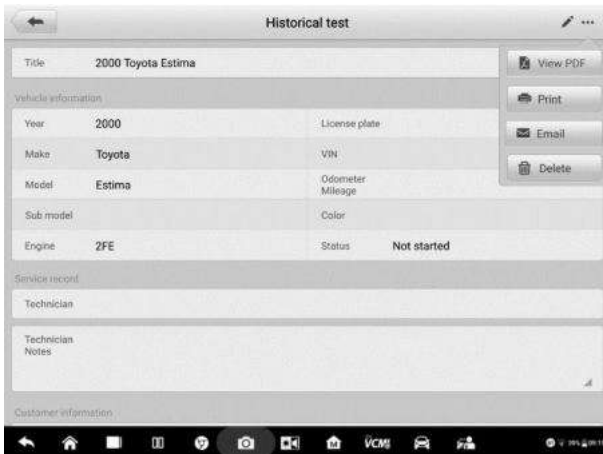 Historical test
Title 2000 Toyota Estima
View PDF
Vehicle information
Print
Year 2000 License plate
Email
Make Toyota VIN
Delete
Model Estima Odometer
Mileage
Sub model Color
Engine 2FE Status Not started
Service record
Technician
Technician
Notes
Customer information
VCMI